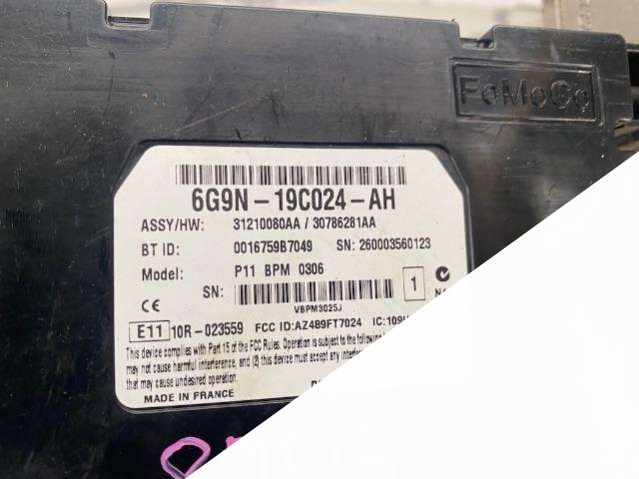 FoMoCo
6G9N-19C024-AH
ASSY/HW: 31210080AA / 30786281AA
BT ID: 0016759B7049 SN: 260003560123
Model: P11 BPM 0306
SN: 1
VBPM3025J
CE
E11 10R-023559 FCC ID:AZ489FT7024 IC:109
This device complies with Part 15 of the FCC Rules. Operation is subject to the following
may not cause harmful interference, and (2) this device must accept any interference
that may cause undesired operation.
MADE IN FRANCE